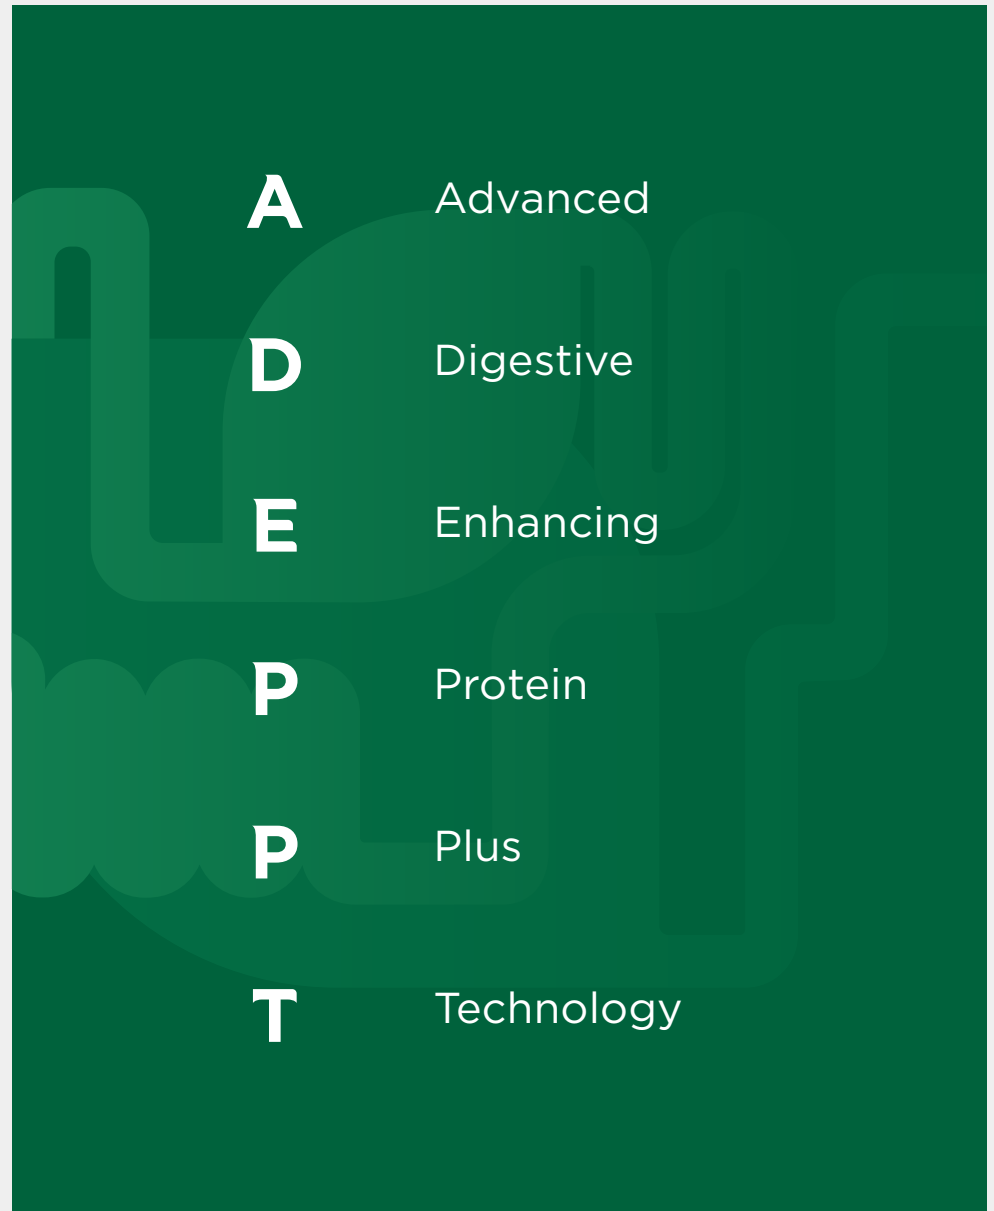 A Advanced
D Digestive
E Enhancing
P Protein
P Plus
T Technology